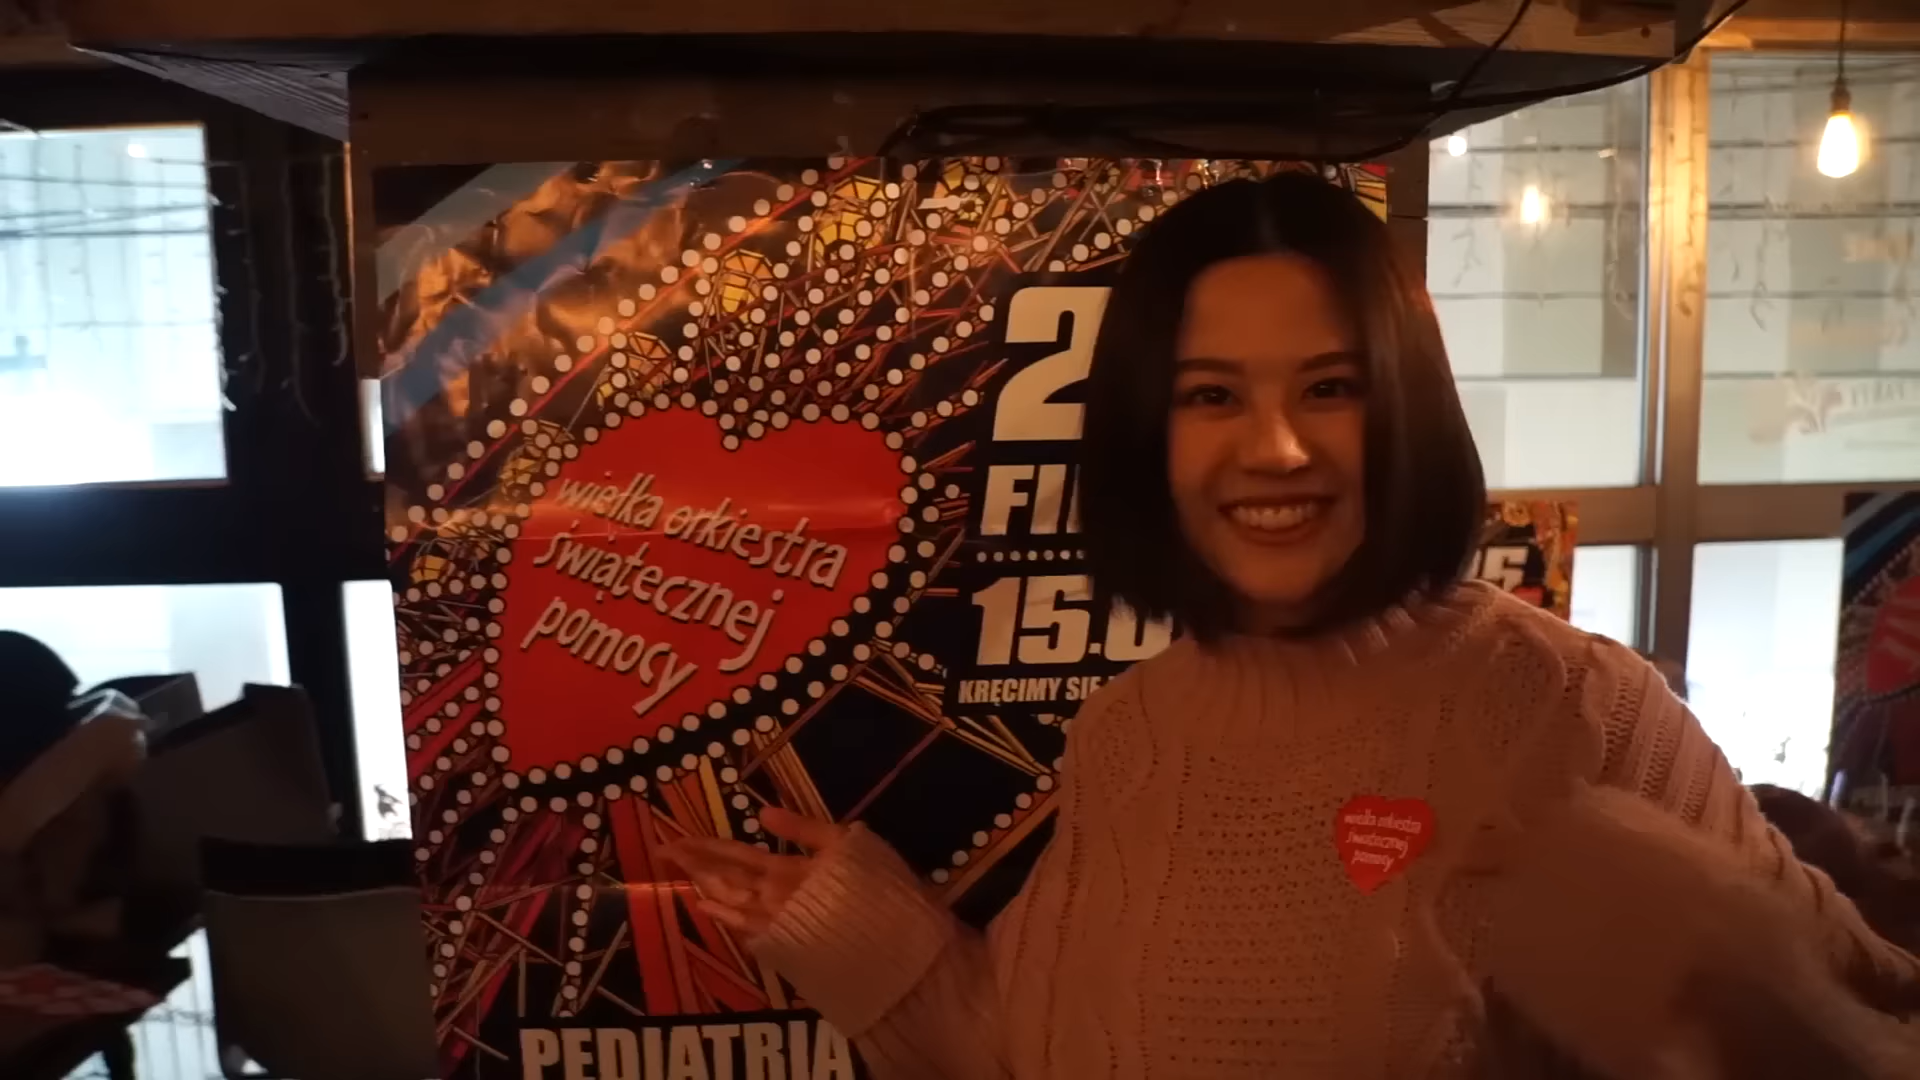 wielka orkiestra
świątecznej
pomocy
2
FI
15.0
KRĘCIMY SIĘ
PEDIATRIA
wielka orkiestra
świątecznej
pomocy